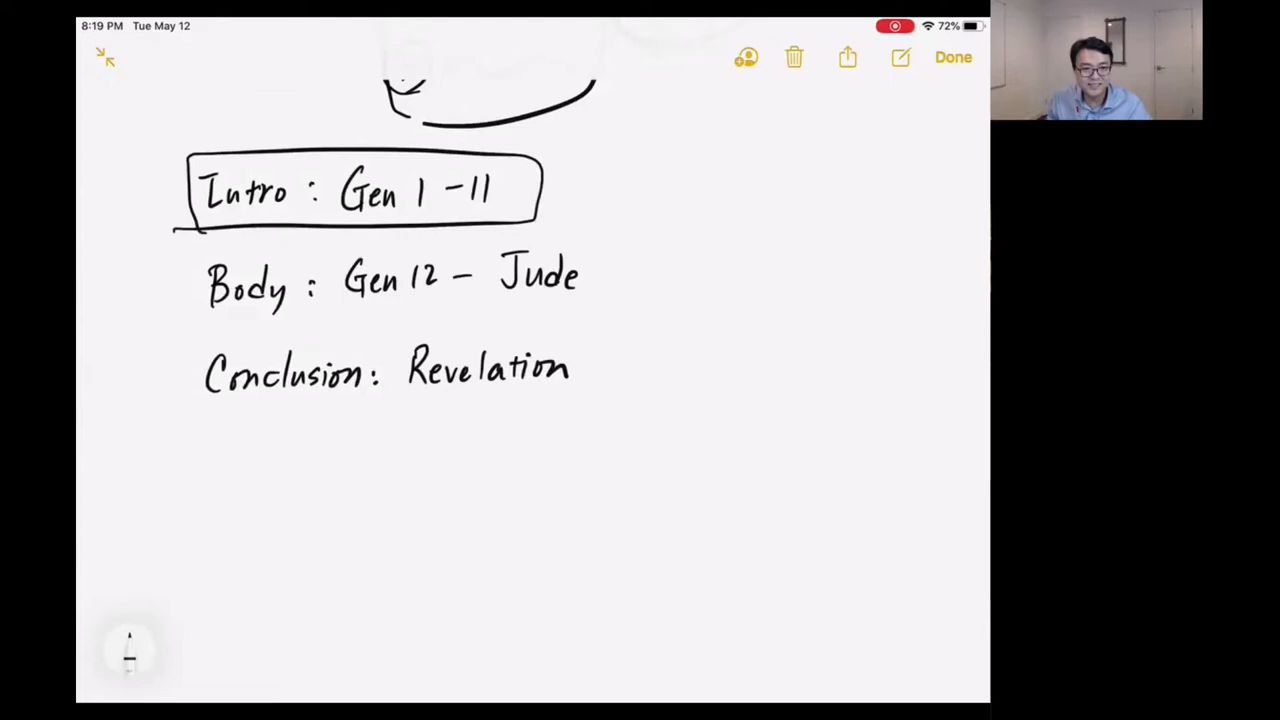 8:19 PM Tue May 12 72%
Done
Intro : Gen 1 - 11
Body : Gen 12 - Jude
Conclusion: Revelation